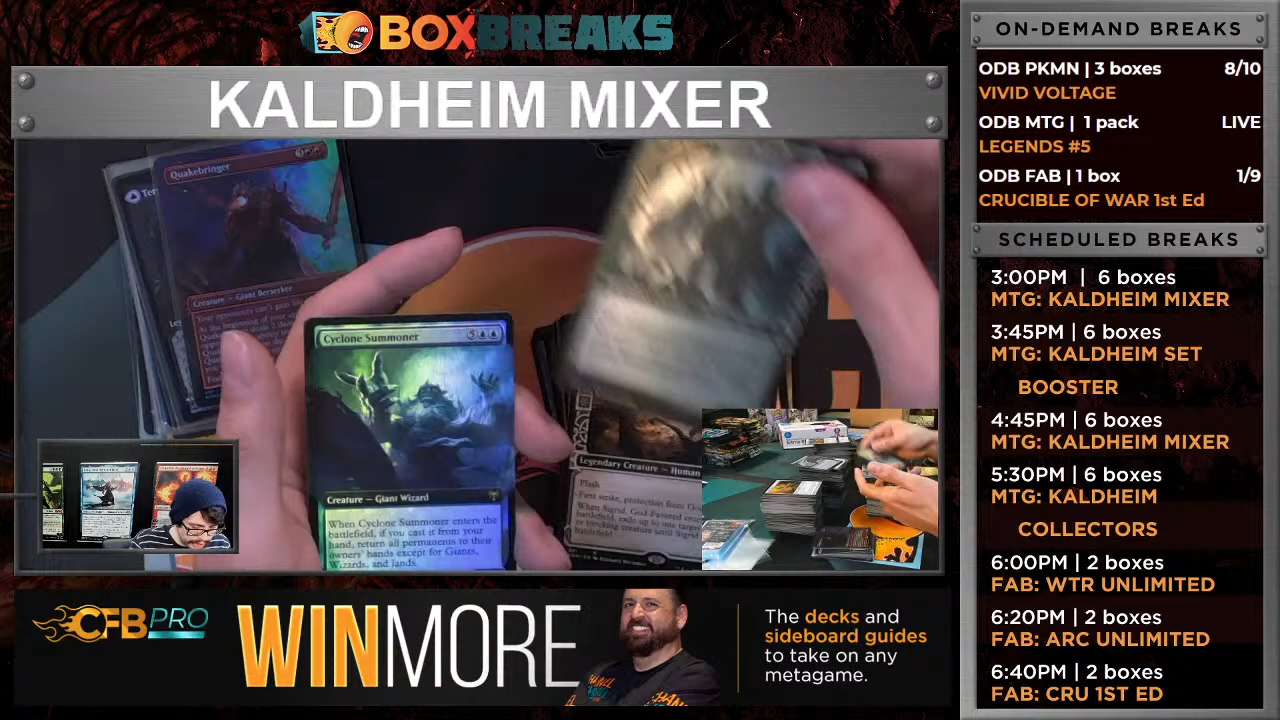 BOXBREAKS
KALDHEIM MIXER
Quakebringer
Creature — Giant Berserker
Your opponents can't gain
Cyclone Summoner
Creature — Giant Wizard
When Cyclone Summoner enters the
battlefield, if you cast it from your
hand, return all permanents to their
owners' hands except for Giants,
Wizards, and lands.
Legendary Creature — Human
Flash
First strike, protection from
When Sigrid, God-Favored
battlefield, exile up to one
or blocking creature until Sigrid
battlefield.
CFBPRO
WINMORE
The decks and
sideboard guides
to take on any
metagame.
ON-DEMAND BREAKS
ODB PKMN | 3 boxes 8/10
VIVID VOLTAGE
ODB MTG | 1 pack LIVE
LEGENDS #5
ODB FAB | 1 box 1/9
CRUCIBLE OF WAR 1st Ed
SCHEDULED BREAKS
3:00PM | 6 boxes
MTG: KALDHEIM MIXER
3:45PM | 6 boxes
MTG: KALDHEIM SET
BOOSTER
4:45PM | 6 boxes
MTG: KALDHEIM MIXER
5:30PM | 6 boxes
MTG: KALDHEIM
COLLECTORS
6:00PM | 2 boxes
FAB: WTR UNLIMITED
6:20PM | 2 boxes
FAB: ARC UNLIMITED
6:40PM | 2 boxes
FAB: CRU 1ST ED